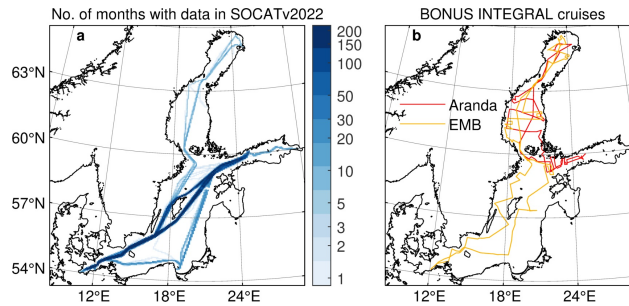 No. of months with data in SOCATv2022
a
63°N
60°N
57°N
54°N
12°E
18°E
24°E
200
150
100
50
30
20
10
5
3
2
1
BONUS INTEGRAL cruises
b
Aranda
EMB
12°E
18°E
24°E